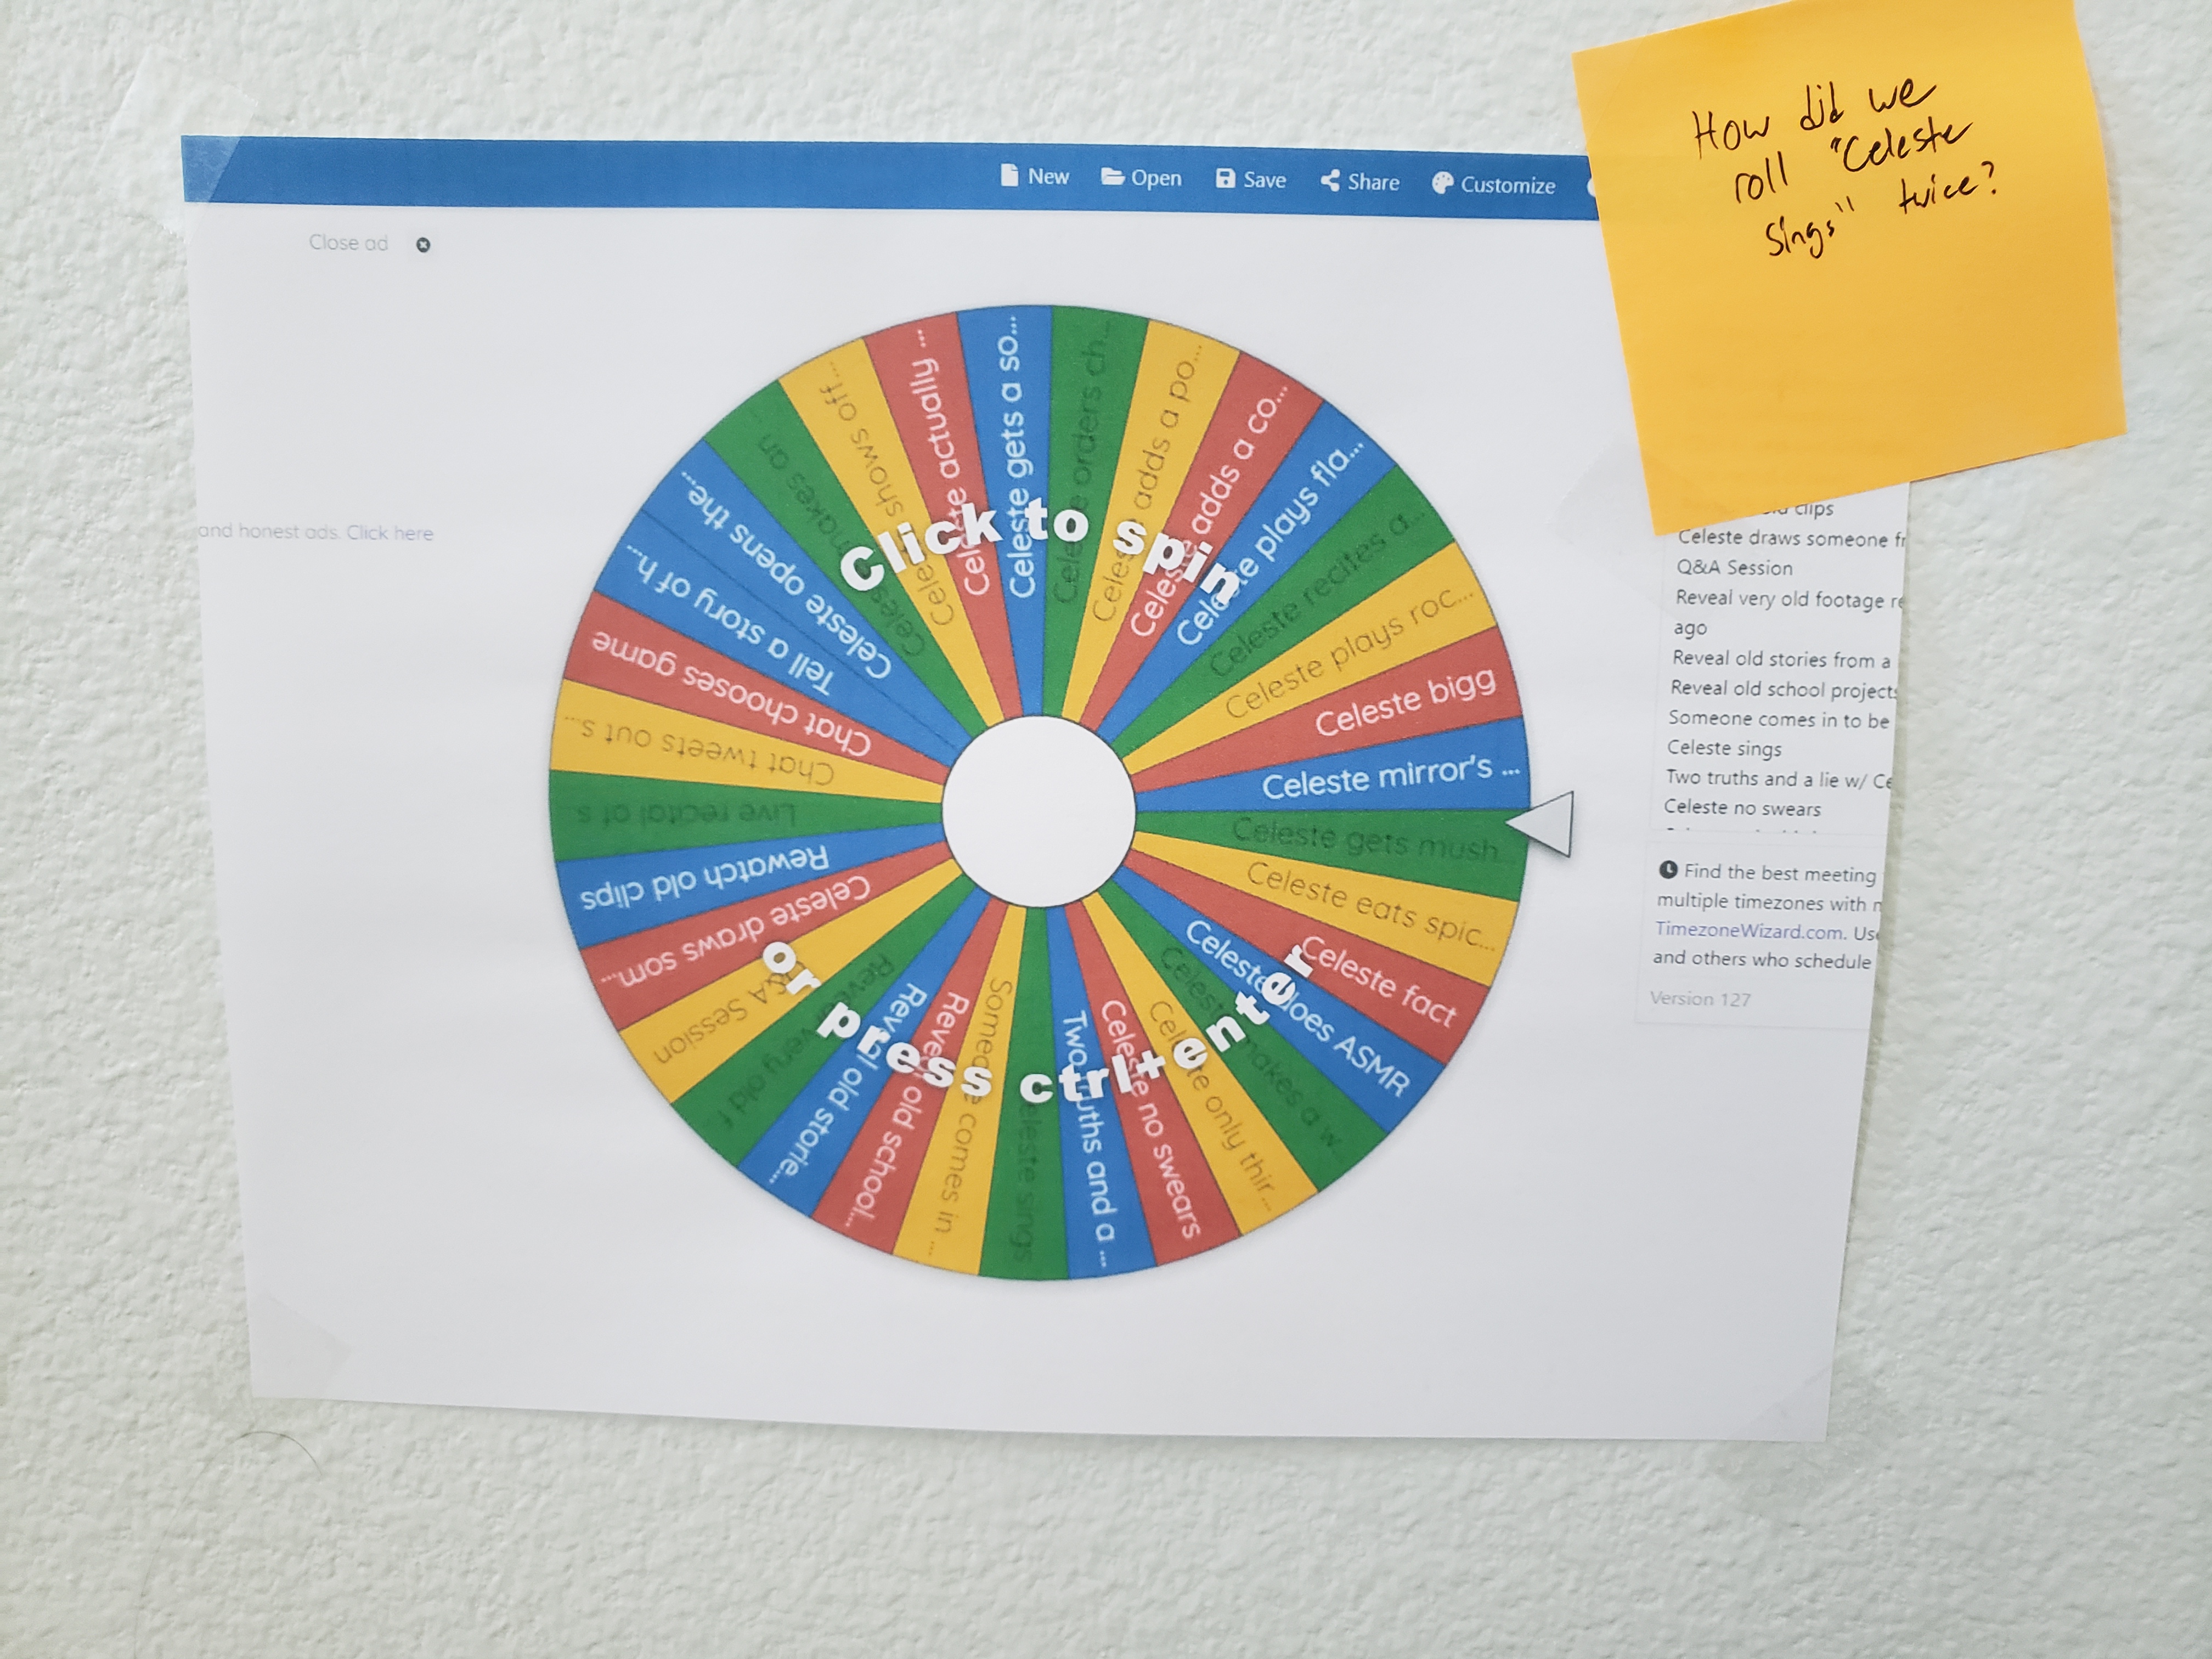 How did we
roll "Celeste
sings" twice?
New Open Save Share Customize
Close ad
and honest ads. Click here
Click to spin
or press ctrl+enter
Celeste gets a so...
Celeste orders ch...
Celeste adds a po...
Celeste adds a co...
Celeste plays fla...
Celeste recites a...
Celeste plays roc...
Celeste bigg
Celeste mirror's ...
Celeste gets mush...
Celeste eats spic...
Celeste fact
Celeste does ASMR
Celeste makes a w...
Celeste only thir...
Celeste no swears
Two truths and a ...
Celeste sings
Someone comes in ...
Reveal old school...
Reveal old storie...
Reveal very old f
Q&A Session
Celeste draws som...
Rewatch old clips
Live recital of s
Chat tweets out s...
Chat chooses game
Tell a story of h...
Celeste opens the...
Celeste makes an
Celeste shows off...
Celeste actually ...
clips
Celeste draws someone fr
Q&A Session
Reveal very old footage re
ago
Reveal old stories from a
Reveal old school projects
Someone comes in to be
Celeste sings
Two truths and a lie w/ Ce
Celeste no swears
Find the best meeting
multiple timezones with
TimezoneWizard.com. Use
and others who schedule
Version 127